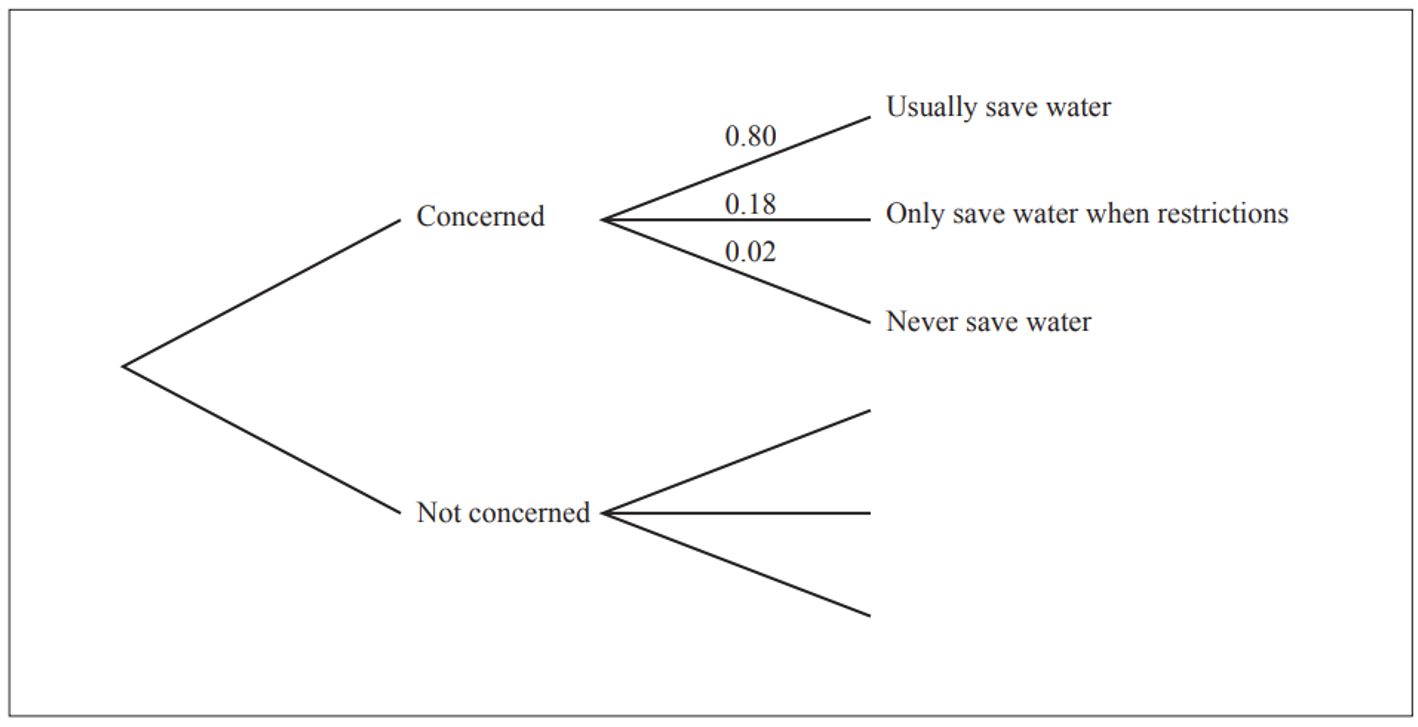 Usually save water
0.80
0.18
Concerned
Only save water when restrictions
0.02
Never save water
Not concerned